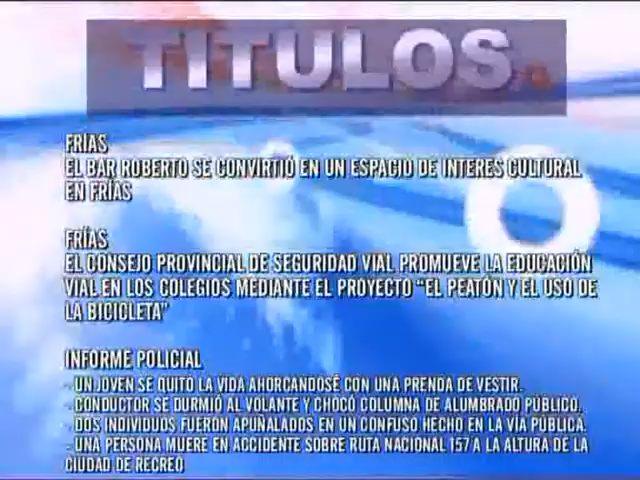 TITULOS
FRÍAS
EL BAR ROBERTO SE CONVIRTIÓ EN UN ESPACIO DE INTERES CULTURAL
EN FRÍAS
FRÍAS
EL CONSEJO PROVINCIAL DE SEGURIDAD VIAL PROMUEVE LA EDUCACIÓN
VIAL EN LOS COLEGIOS MEDIANTE EL PROYECTO “EL PEATÓN Y EL USO DE
LA BICICLETA”
INFORME POLICIAL
- UN JOVEN SE QUITO LA VIDA AHORCANDOSÉ CON UNA PRENDA DE VESTIR.
- CONDUCTOR SE DURMIÓ AL VOLANTE Y CHOCÓ COLUMNA DE ALUMBRADO PÚBLICO.
- DOS INDIVIDUOS FUERON APUÑALADOS EN UN CONFUSO HECHO EN LA VÍA PÚBLICA.
- UNA PERSONA MUERE EN ACCIDENTE SOBRE RUTA NACIONAL 157 A LA ALTURA DE LA
CIUDAD DE RECREO